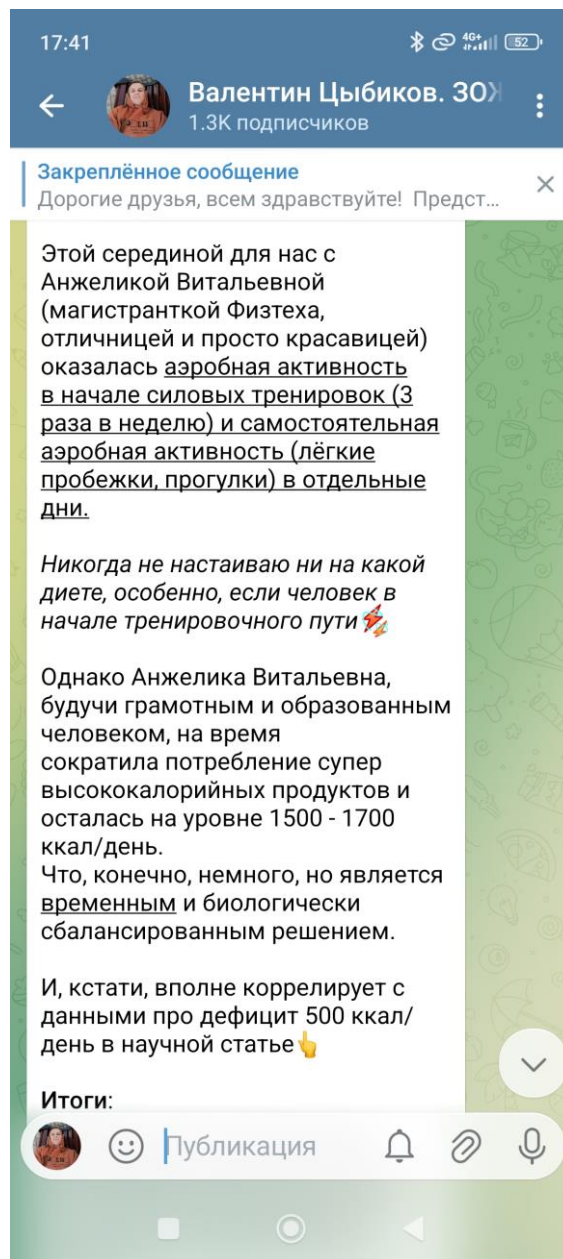 17:41
4G+
52
Валентин Цыбиков. ЗОЖ
1.3K подписчиков
Закреплённое сообщение
Дорогие друзья, всем здравствуйте! Предст...
Этой серединой для нас с
Анжеликой Витальевной
(магистранткой Физтеха,
отличницей и просто красавицей)
оказалась аэробная активность
в начале силовых тренировок (3
раза в неделю) и самостоятельная
аэробная активность (лёгкие
пробежки, прогулки) в отдельные
дни.
Никогда не настаиваю ни на какой
диете, особенно, если человек в
начале тренировочного пути⚡
Однако Анжелика Витальевна,
будучи грамотным и образованным
человеком, на время
сократила потребление супер
высококалорийных продуктов и
осталась на уровне 1500 - 1700
ккал/день.
Что, конечно, немного, но является
временным и биологически
сбалансированным решением.
И, кстати, вполне коррелирует с
данными про дефицит 500 ккал/
день в научной статье👆
Итоги:
Публикация